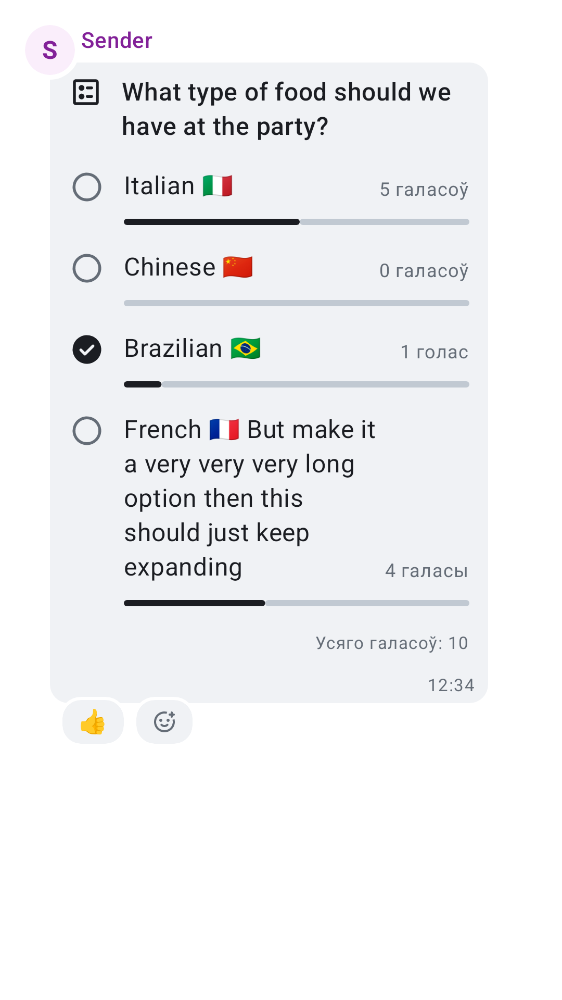 S
Sender
What type of food should we
have at the party?
Italian 🇮🇹
5 галасоў
Chinese 🇨🇳
0 галасоў
Brazilian 🇧🇷
1 голас
French 🇫🇷 But make it
a very very very long
option then this
should just keep
expanding
4 галасы
Усяго галасоў: 10
12:34
👍